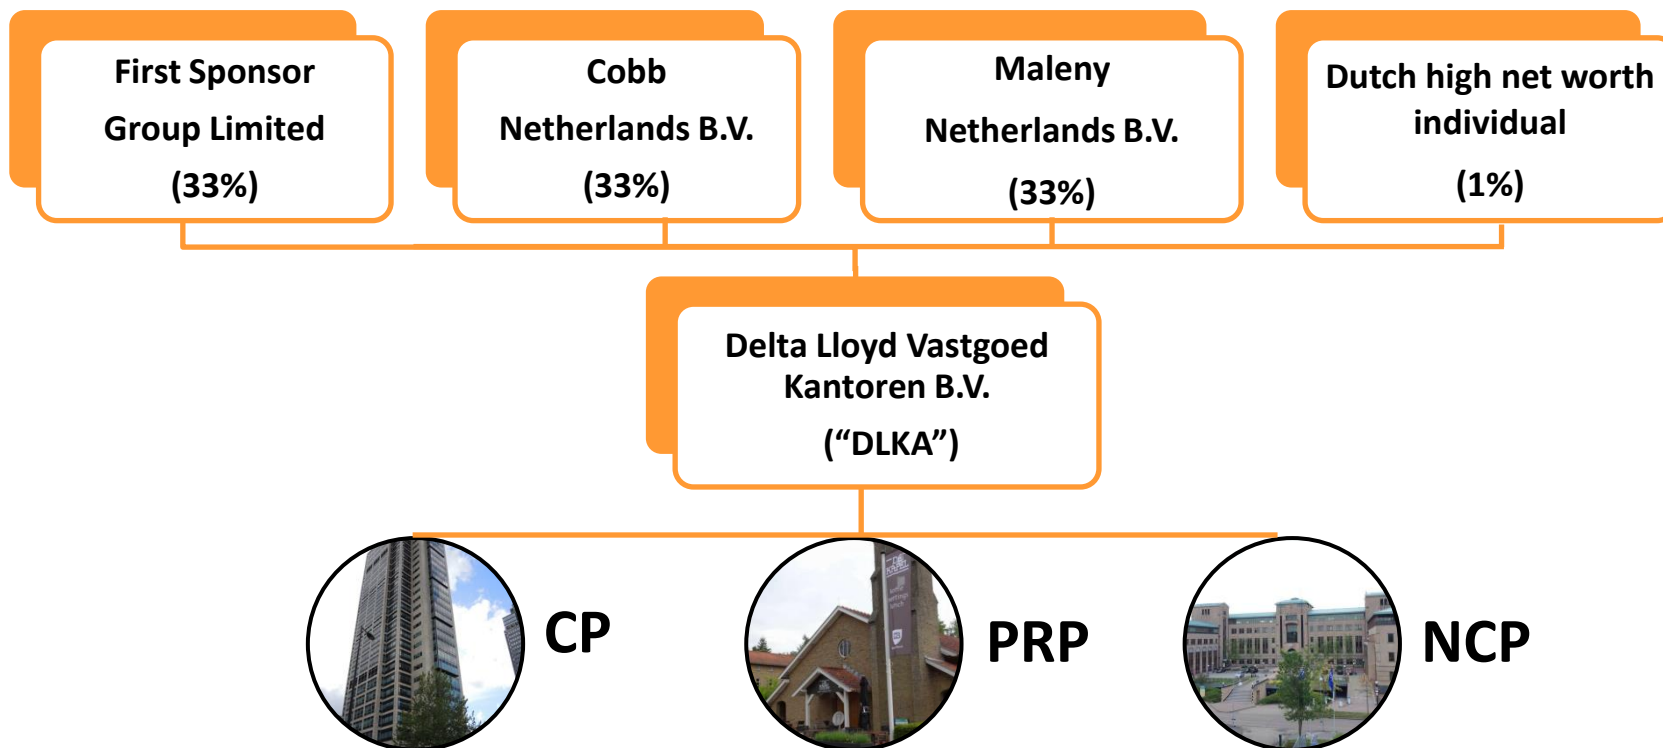 First Sponsor
Group Limited
(33%)
Cobb
Netherlands B.V.
(33%)
Maleny
Netherlands B.V.
(33%)
Dutch high net worth
individual
(1%)
Delta Lloyd Vastgoed
Kantoren B.V.
(“DLKA”)
CP
PRP
NCP